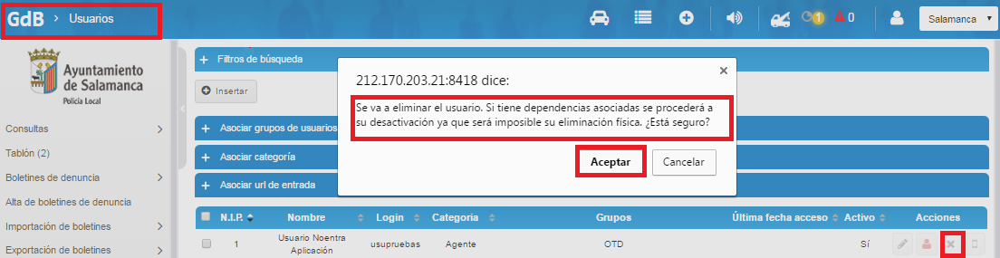 GdB > Usuarios
1
0
Salamanca
Ayuntamiento
de Salamanca
Policía Local
Consultas
Tablón (2)
Boletines de denuncia
Alta de boletines de denuncia
Importación de boletines
Exportación de boletines
+ Filtros de búsqueda
Insertar
+ Asociar grupos de usuarios
+ Asociar categoría
+ Asociar url de entrada
212.170.203.21:8418 dice:
Se va a eliminar el usuario. Si tiene dependencias asociadas se procederá a
su desactivación ya que será imposible su eliminación física. ¿Está seguro?
Aceptar
Cancelar
N.I.P. Nombre Login Categoria Grupos Última fecha acceso Activo Acciones
1 Usuario Noentra usupruebas Agente OTD Sí
Aplicación